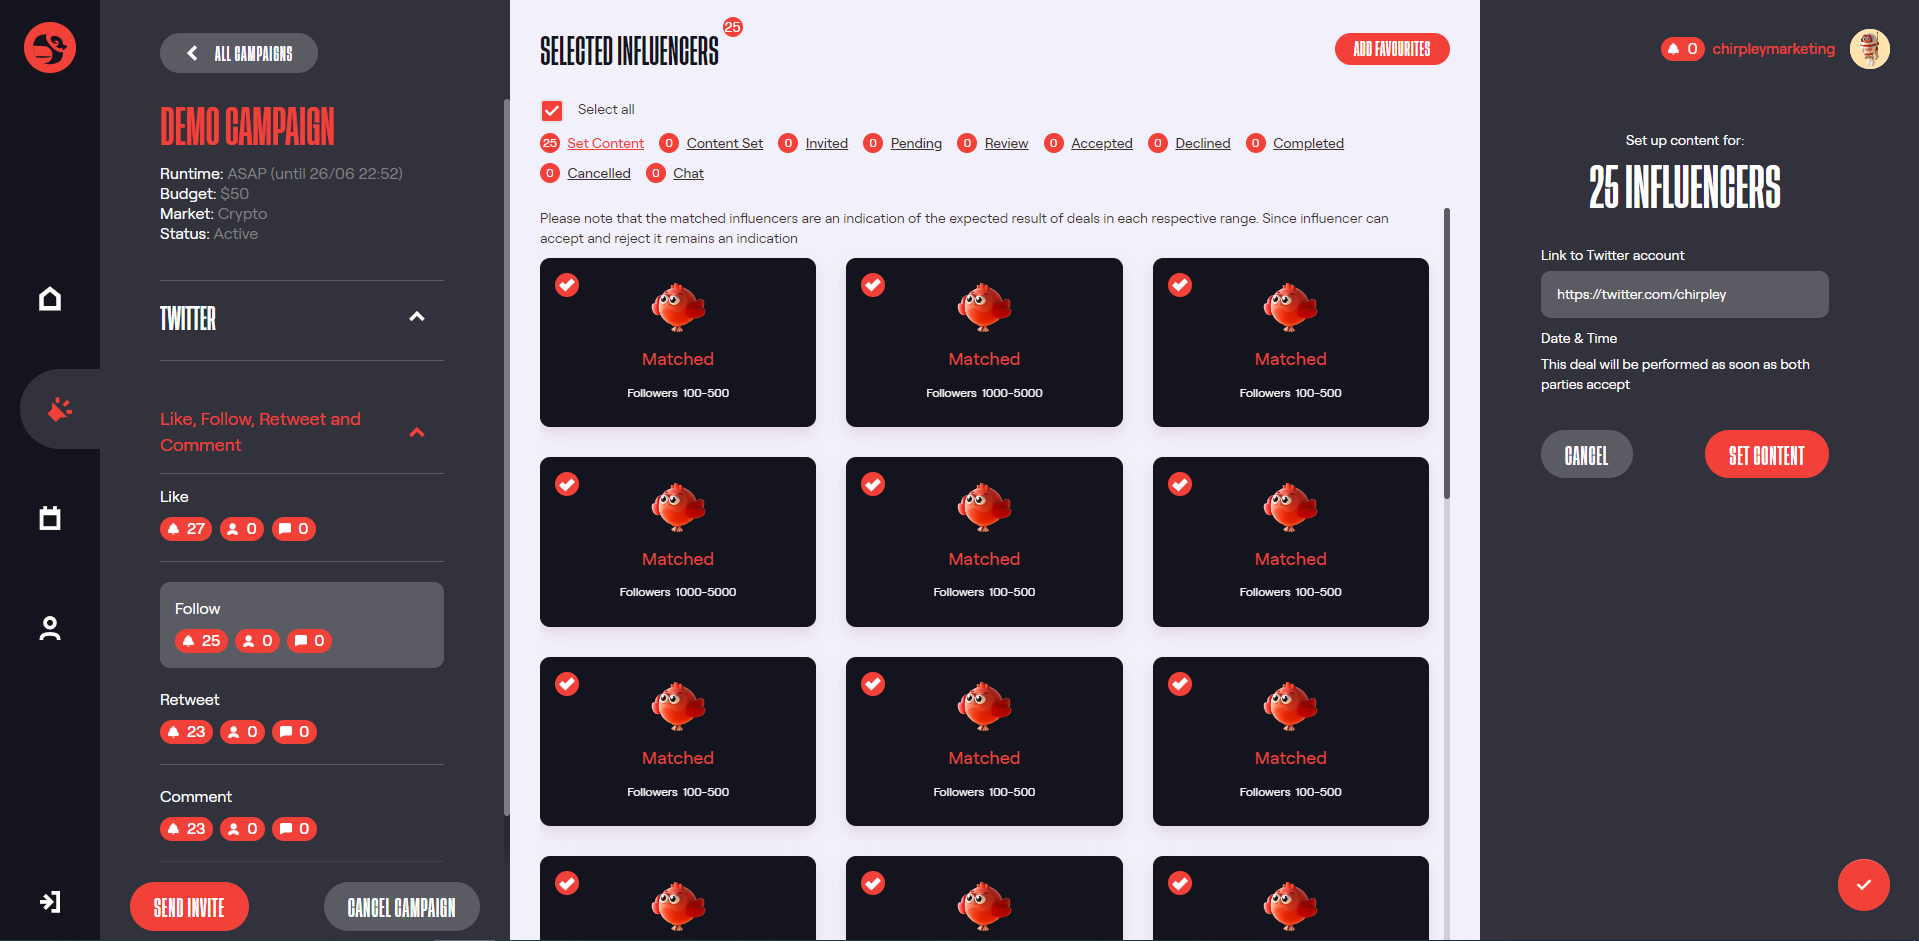 ALL CAMPAIGNS
DEMO CAMPAIGN
Runtime: ASAP (until 26/06 22:52)
Budget: $50
Market: Crypto
Status: Active
TWITTER
Like, Follow, Retweet and
Comment
Like
27 0 0
Follow
25 0 0
Retweet
23 0 0
Comment
23 0 0
SEND INVITE
CANCEL CAMPAIGN
SELECTED INFLUENCERS 25
ADD FAVOURITES
Select all
25 Set Content 0 Content Set 0 Invited 0 Pending 0 Review 0 Accepted 0 Declined 0 Completed
0 Cancelled 0 Chat
Please note that the matched influencers are an indication of the expected result of deals in each respective range. Since influencer can
accept and reject it remains an indication
Matched Matched Matched
Followers 100-500 Followers 1000-5000 Followers 100-500
Matched Matched Matched
Followers 1000-5000 Followers 100-500 Followers 100-500
Matched Matched Matched
Followers 100-500 Followers 100-500 Followers 100-500
0 chirpleymarketing
Set up content for:
25 INFLUENCERS
Link to Twitter account
https://twitter.com/chirpley
Date & Time
This deal will be performed as soon as both
parties accept
CANCEL
SET CONTENT